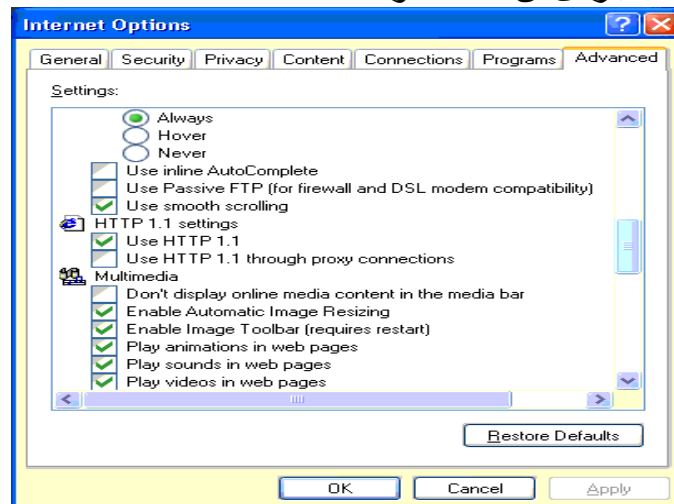 Internet Options
General Security Privacy Content Connections Programs Advanced
Settings:
Always
Hover
Never
Use inline AutoComplete
Use Passive FTP (for firewall and DSL modem compatibility)
Use smooth scrolling
HTTP 1.1 settings
Use HTTP 1.1
Use HTTP 1.1 through proxy connections
Multimedia
Don't display online media content in the media bar
Enable Automatic Image Resizing
Enable Image Toolbar (requires restart)
Play animations in web pages
Play sounds in web pages
Play videos in web pages
Restore Defaults
OK Cancel Apply